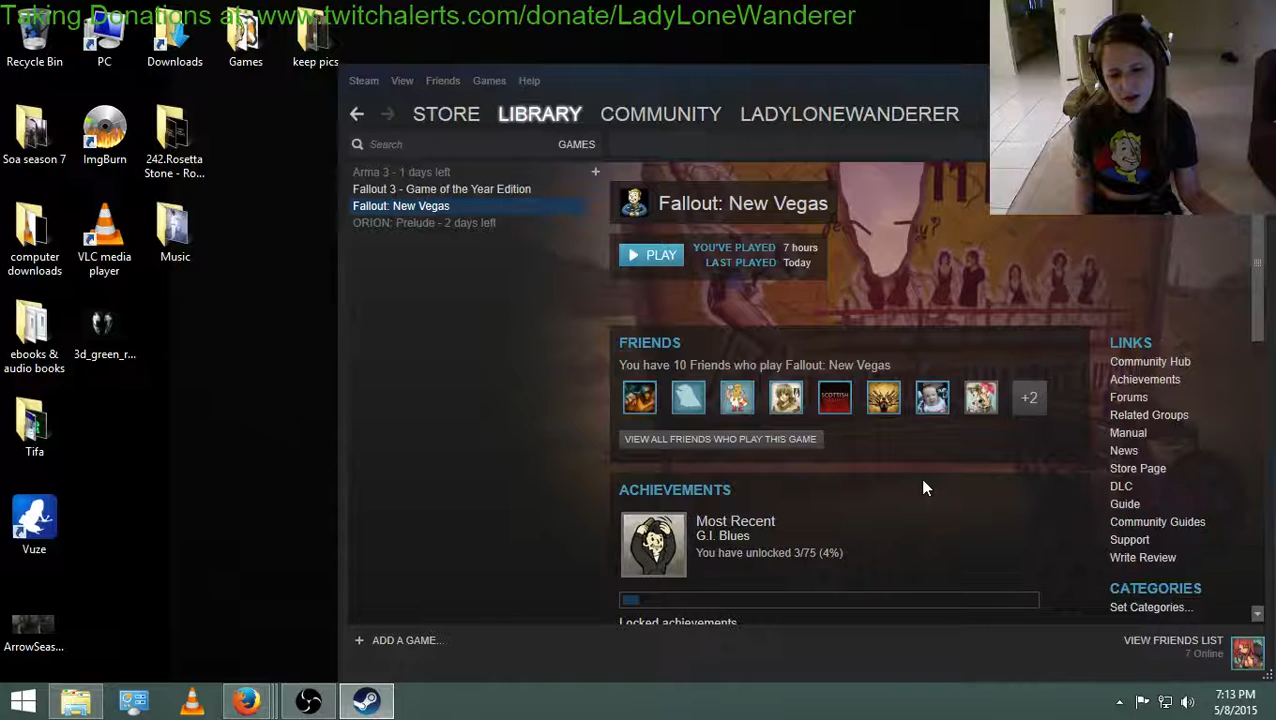 Taking Donations at: www.twitchalerts.com/donate/LadyLoneWanderer
Recycle Bin
PC
Downloads
Games
keep pics
Soa season 7
ImgBurn
242.Rosetta Stone - Ro...
computer downloads
VLC media player
Music
ebooks & audio books
3d_green_r...
Tifa
Vuze
ArrowSeas...
Steam View Friends Games Help
STORE LIBRARY COMMUNITY LADYLONEWANDERER
Search GAMES
Arma 3 - 1 days left
Fallout 3 - Game of the Year Edition
Fallout: New Vegas
ORION: Prelude - 2 days left
Fallout: New Vegas
PLAY
YOU'VE PLAYED 7 hours
LAST PLAYED Today
FRIENDS
You have 10 Friends who play Fallout: New Vegas
SCOTTISH
+2
VIEW ALL FRIENDS WHO PLAY THIS GAME
ACHIEVEMENTS
Most Recent
G.I. Blues
You have unlocked 3/75 (4%)
Locked achievements
LINKS
Community Hub
Achievements
Forums
Related Groups
Manual
News
Store Page
DLC
Guide
Community Guides
Support
Write Review
CATEGORIES
Set Categories...
+ ADD A GAME...
VIEW FRIENDS LIST
7 Online
7:13 PM
5/8/2015